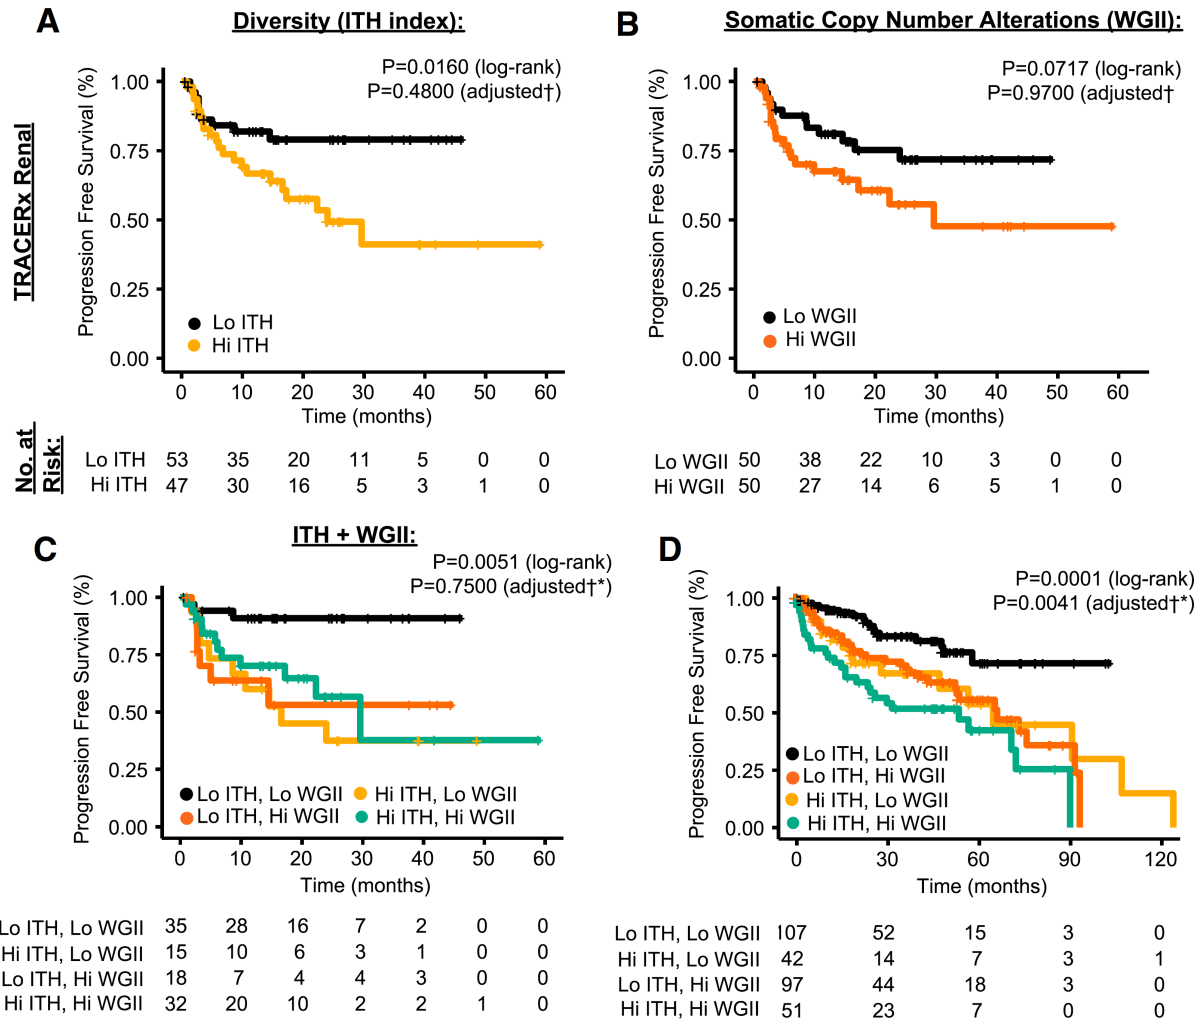 A
Diversity (ITH index):
P=0.0160 (log-rank)
P=0.4800 (adjusted†)
TRACERx Renal
Progression Free Survival (%)
1.00
0.75
0.50
0.25
0.00
Lo ITH
Hi ITH
0 10 20 30 40 50 60
Time (months)
No. at
Risk:
Lo ITH 53 35 20 11 5 0 0
Hi ITH 47 30 16 5 3 1 0
B
Somatic Copy Number Alterations (WGII):
P=0.0717 (log-rank)
P=0.9700 (adjusted†
Progression Free Survival (%)
1.00
0.75
0.50
0.25
0.00
Lo WGII
Hi WGII
0 10 20 30 40 50 60
Time (months)
Lo WGII 50 38 22 10 3 0 0
Hi WGII 50 27 14 6 5 1 0
C
ITH + WGII:
P=0.0051 (log-rank)
P=0.7500 (adjusted†*)
Progression Free Survival (%)
1.00
0.75
0.50
0.25
0.00
Lo ITH, Lo WGII Hi ITH, Lo WGII
Lo ITH, Hi WGII Hi ITH, Hi WGII
0 10 20 30 40 50 60
Time (months)
Lo ITH, Lo WGII 35 28 16 7 2 0 0
Hi ITH, Lo WGII 15 10 6 3 1 0 0
Lo ITH, Hi WGII 18 7 4 4 3 0 0
Hi ITH, Hi WGII 32 20 10 2 2 1 0
D
P=0.0001 (log-rank)
P=0.0041 (adjusted†*)
Progression Free Survival (%)
1.00
0.75
0.50
0.25
0.00
Lo ITH, Lo WGII
Lo ITH, Hi WGII
Hi ITH, Lo WGII
Hi ITH, Hi WGII
0 30 60 90 120
Time (months)
Lo ITH, Lo WGII 107 52 15 3 0
Hi ITH, Lo WGII 42 14 7 3 1
Lo ITH, Hi WGII 97 44 18 3 0
Hi ITH, Hi WGII 51 23 7 0 0